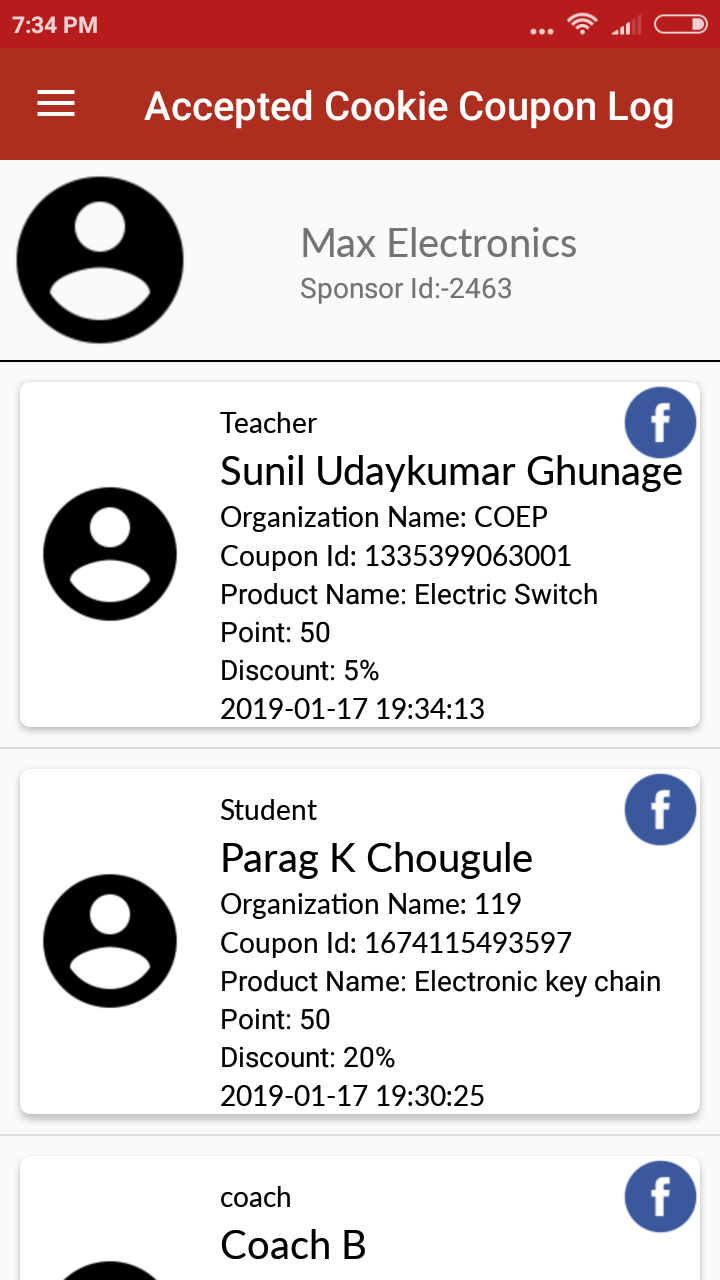 7:34 PM
Accepted Cookie Coupon Log
Max Electronics
Sponsor Id:-2463
Teacher
f
Sunil Udaykumar Ghunage
Organization Name: COEP
Coupon Id: 1335399063001
Product Name: Electric Switch
Point: 50
Discount: 5%
2019-01-17 19:34:13
Student
f
Parag K Chougule
Organization Name: 119
Coupon Id: 1674115493597
Product Name: Electronic key chain
Point: 50
Discount: 20%
2019-01-17 19:30:25
coach
f
Coach B